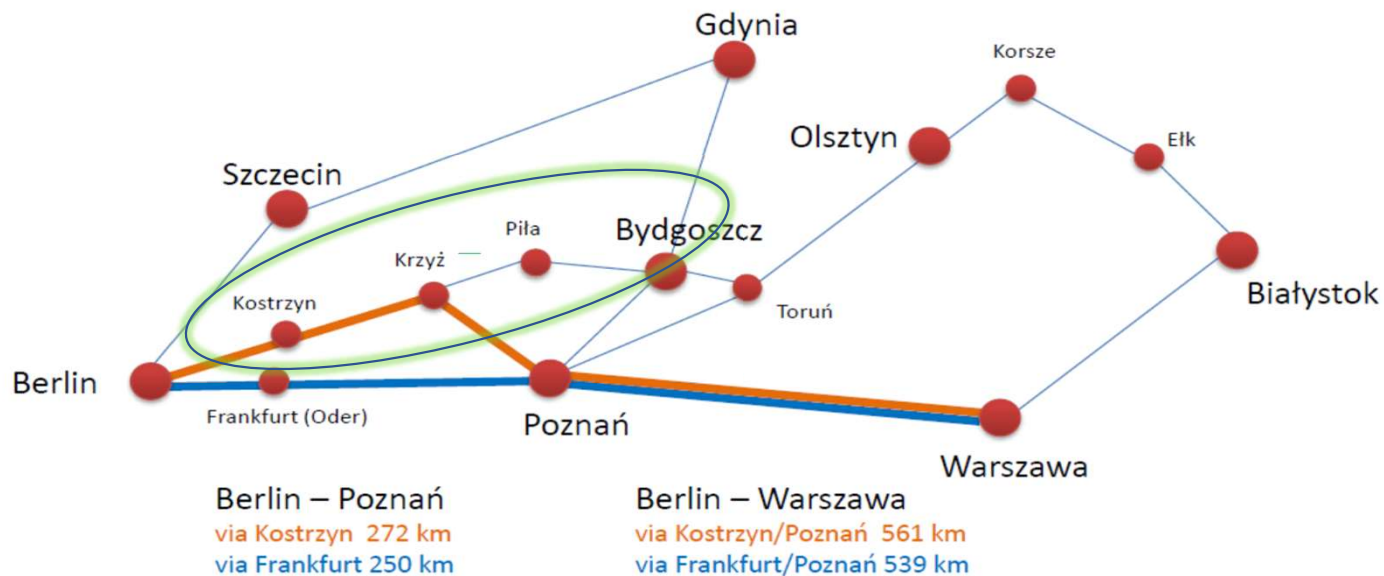 Gdynia
Korsze
Olsztyn
Ełk
Szczecin
Piła
Bydgoszcz
Krzyż
Kostrzyn
Toruń
Białystok
Berlin
Frankfurt (Oder)
Poznań
Warszawa
Berlin – Poznań
via Kostrzyn 272 km
via Frankfurt 250 km
Berlin – Warszawa
via Kostrzyn/Poznań 561 km
via Frankfurt/Poznań 539 km